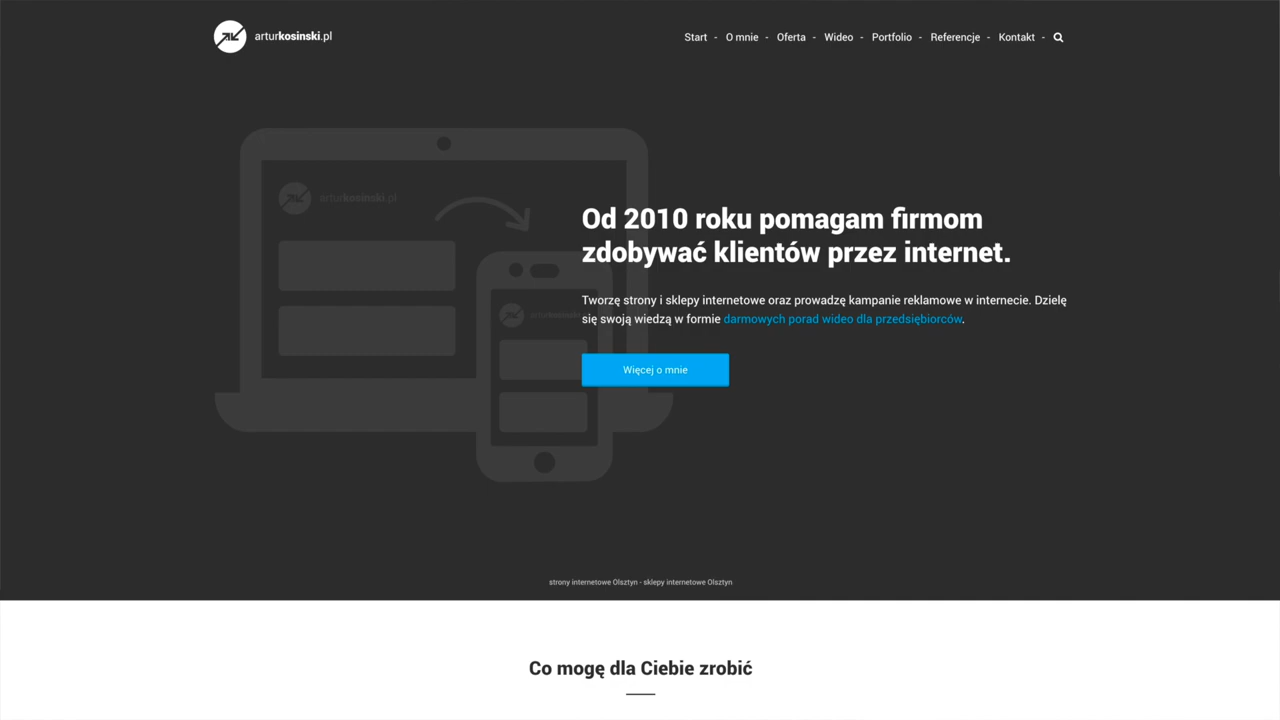 arturkosinski.pl
Start - O mnie - Oferta - Wideo - Portfolio - Referencje - Kontakt -
arturkosinski.pl
Od 2010 roku pomagam firmom
zdobywać klientów przez internet.
Tworzę strony i sklepy internetowe oraz prowadzę kampanie reklamowe w internecie. Dzielę
się swoją wiedzą w formie darmowych porad wideo dla przedsiębiorców.
arturkosinski
Więcej o mnie
strony internetowe Olsztyn - sklepy internetowe Olsztyn
Co mogę dla Ciebie zrobić